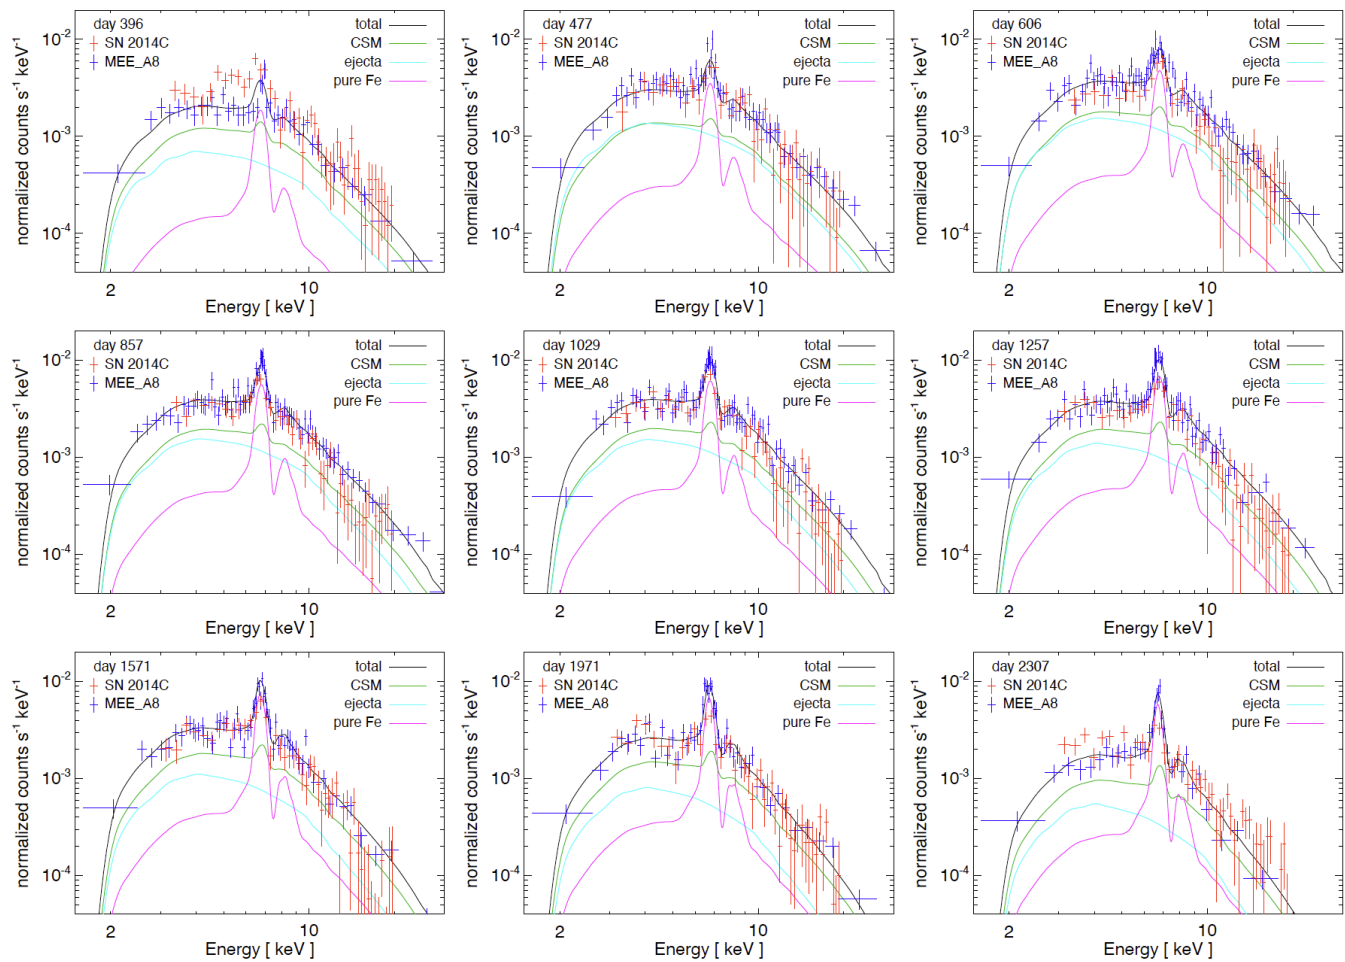 day 396 total
SN 2014C CSM
MEE_A8 ejecta
pure Fe
10⁻²
10⁻³
10⁻⁴
normalized counts s⁻¹ keV⁻¹
2 10
Energy [ keV ]
day 477 total
SN 2014C CSM
MEE_A8 ejecta
pure Fe
10⁻²
10⁻³
10⁻⁴
normalized counts s⁻¹ keV⁻¹
2 10
Energy [ keV ]
day 606 total
SN 2014C CSM
MEE_A8 ejecta
pure Fe
10⁻²
10⁻³
10⁻⁴
normalized counts s⁻¹ keV⁻¹
2 10
Energy [ keV ]
day 857 total
SN 2014C CSM
MEE_A8 ejecta
pure Fe
10⁻²
10⁻³
10⁻⁴
normalized counts s⁻¹ keV⁻¹
2 10
Energy [ keV ]
day 1029 total
SN 2014C CSM
MEE_A8 ejecta
pure Fe
10⁻²
10⁻³
10⁻⁴
normalized counts s⁻¹ keV⁻¹
2 10
Energy [ keV ]
day 1257 total
SN 2014C CSM
MEE_A8 ejecta
pure Fe
10⁻²
10⁻³
10⁻⁴
normalized counts s⁻¹ keV⁻¹
2 10
Energy [ keV ]
day 1571 total
SN 2014C CSM
MEE_A8 ejecta
pure Fe
10⁻²
10⁻³
10⁻⁴
normalized counts s⁻¹ keV⁻¹
2 10
Energy [ keV ]
day 1971 total
SN 2014C CSM
MEE_A8 ejecta
pure Fe
10⁻²
10⁻³
10⁻⁴
normalized counts s⁻¹ keV⁻¹
2 10
Energy [ keV ]
day 2307 total
SN 2014C CSM
MEE_A8 ejecta
pure Fe
10⁻²
10⁻³
10⁻⁴
normalized counts s⁻¹ keV⁻¹
2 10
Energy [ keV ]